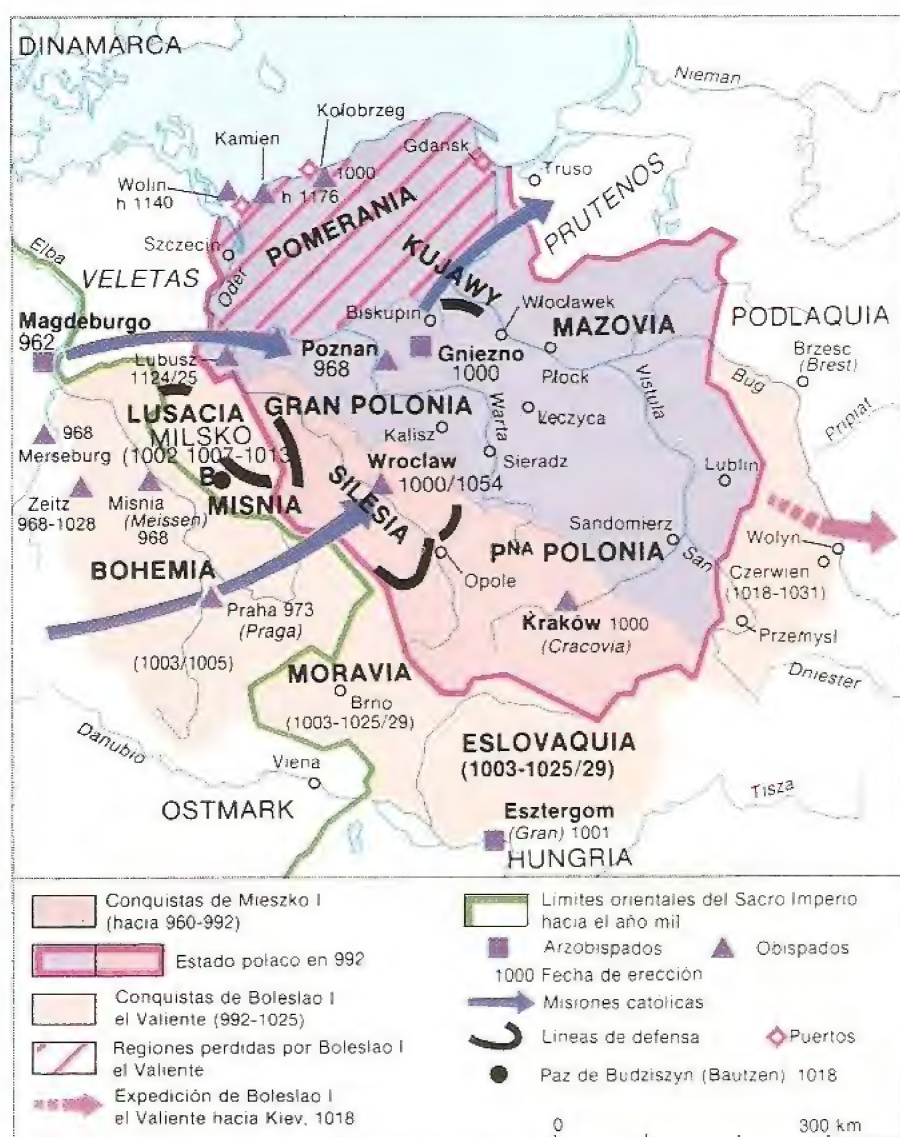 DINAMARCA
Nieman
Kołobrzeg
Kamien
Gdansk
1000
Truso
Wolin
h 1140
h 1176
PRUTENOS
POMERANIA
Szczecin
Elba
KUJAWY
VELETAS
Oder
Biskupin
Włocławek
Magdeburgo
962
MAZOVIA
PODLAQUIA
Poznan
968
Gniezno
1000
Brzesc
(Brest)
Lubusz
1124/25
Płock
Vistula
Bug
LUSACIA
GRAN POLONIA
Warta
Łeczyca
Pripiat
MILSKO
Kalisz
968
Merseburg
(1002 1007-1013
Wroclaw
1000/1054
Sieradz
Lublin
B
SILESIA
Zeitz
968-1028
Misnia
(Meissen)
968
MISNIA
Sandomierz
Wolyn
PNA POLONIA
San
BOHEMIA
Opole
Czerwien
(1018-1031)
Praha 973
(Praga)
Kraków 1000
(Cracovia)
Przemysl
(1003/1005)
MORAVIA
Dniester
Brno
(1003-1025/29)
Danubio
ESLOVAQUIA
(1003-1025/29)
Viena
Tisza
OSTMARK
Esztergom
(Gran) 1001
HUNGRIA
Conquistas de Mieszko I
(hacia 960-992)
Estado polaco en 992
Conquistas de Boleslao I
el Valiente (992-1025)
Regiones perdidas por Boleslao I
el Valiente
Expedición de Boleslao I
el Valiente hacia Kiev, 1018
Limites orientales del Sacro Imperio
hacia el año mil
Arzobispados
Obispados
1000 Fecha de erección
Misiones católicas
Lineas de defensa
Puertos
Paz de Budziszyn (Bautzen) 1018
0 300 km